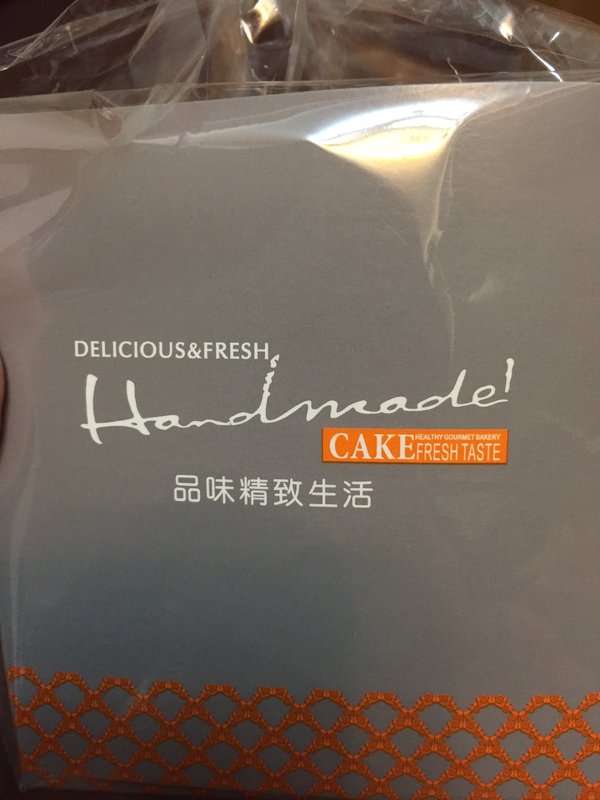 DELICIOUS&FRESH
Handmade!
CAKE HEALTHY GOURMET BAKERY
FRESH TASTE
品味精致生活